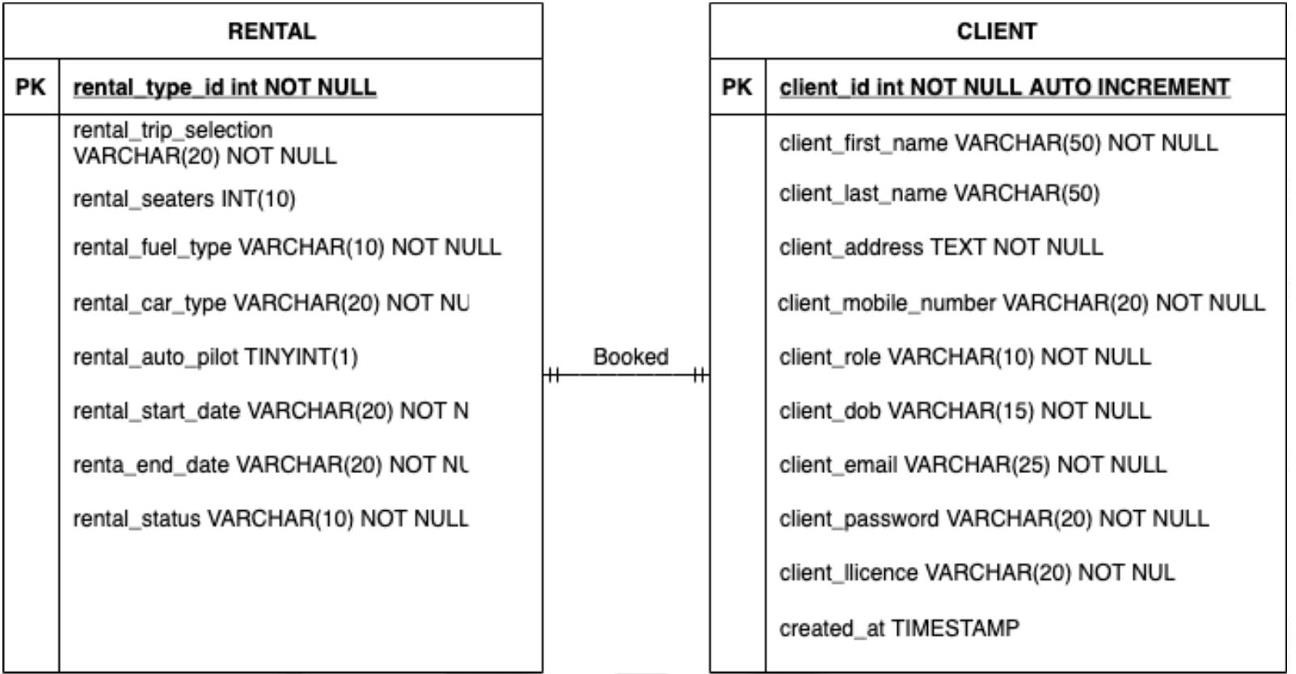 RENTAL
PK rental_type_id int NOT NULL
rental_trip_selection
VARCHAR(20) NOT NULL
rental_seaters INT(10)
rental_fuel_type VARCHAR(10) NOT NULL
rental_car_type VARCHAR(20) NOT NU
rental_auto_pilot TINYINT(1)
rental_start_date VARCHAR(20) NOT N
renta_end_date VARCHAR(20) NOT NU
rental_status VARCHAR(10) NOT NULL
Booked
CLIENT
PK client_id int NOT NULL AUTO INCREMENT
client_first_name VARCHAR(50) NOT NULL
client_last_name VARCHAR(50)
client_address TEXT NOT NULL
client_mobile_number VARCHAR(20) NOT NULL
client_role VARCHAR(10) NOT NULL
client_dob VARCHAR(15) NOT NULL
client_email VARCHAR(25) NOT NULL
client_password VARCHAR(20) NOT NULL
client_llicence VARCHAR(20) NOT NUL
created_at TIMESTAMP